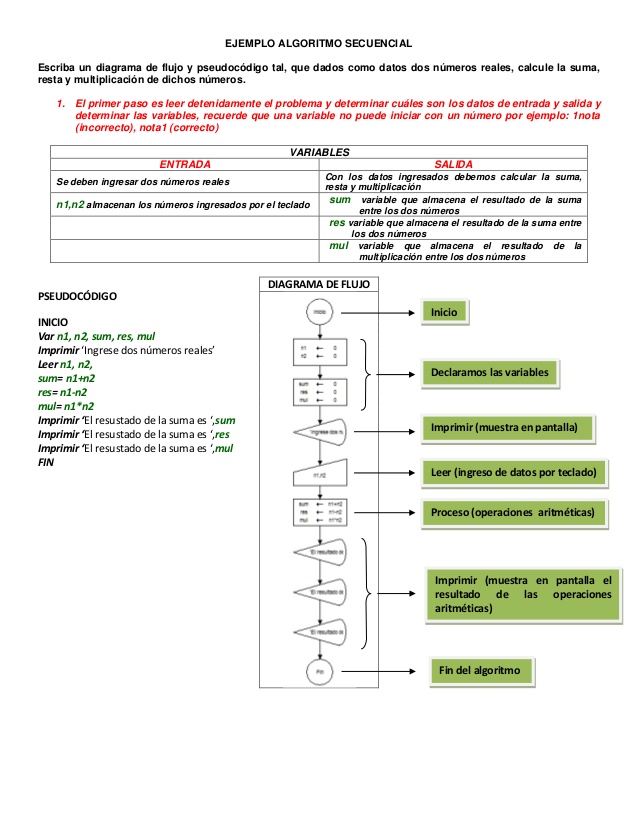 EJEMPLO ALGORITMO SECUENCIAL
Escriba un diagrama de flujo y pseudocódigo tal, que dados como datos dos números reales, calcule la suma,
resta y multiplicación de dichos números.
1. El primer paso es leer detenidamente el problema y determinar cuáles son los datos de entrada y salida y
determinar las variables, recuerde que una variable no puede iniciar con un número por ejemplo: 1nota
(incorrecto), nota1 (correcto)
VARIABLES
ENTRADA
SALIDA
Se deben ingresar dos números reales
Con los datos ingresados debemos calcular la suma,
resta y multiplicación
n1,n2 almacenan los números ingresados por el teclado
sum variable que almacena el resultado de la suma
entre los dos números
res variable que almacena el resultado de la suma entre
los dos números
mul variable que almacena el resultado de la
multiplicación entre los dos números
PSEUDOCÓDIGO
INICIO
Var n1, n2, sum, res, mul
Imprimir ‘Ingrese dos números reales’
Leer n1, n2,
sum= n1+n2
res= n1-n2
mul= n1*n2
Imprimir ‘El resustado de la suma es ‘,sum
Imprimir ‘El resustado de la suma es ‘,res
Imprimir ‘El resustado de la suma es ‘,mul
FIN
DIAGRAMA DE FLUJO
Inicio
n1 ← 0
n2 ← 0
sum ← 0
res ← 0
mul ← 0
'Ingrese dos n
n1,n2
sum ← n1+n2
res ← n1-n2
mul ← n1*n2
'El resultado de
'El resultado de
'El resultado de
Fin
Inicio
Declaramos las variables
Imprimir (muestra en pantalla)
Leer (ingreso de datos por teclado)
Proceso (operaciones aritméticas)
Imprimir (muestra en pantalla el
resultado de las operaciones
aritméticas)
Fin del algoritmo